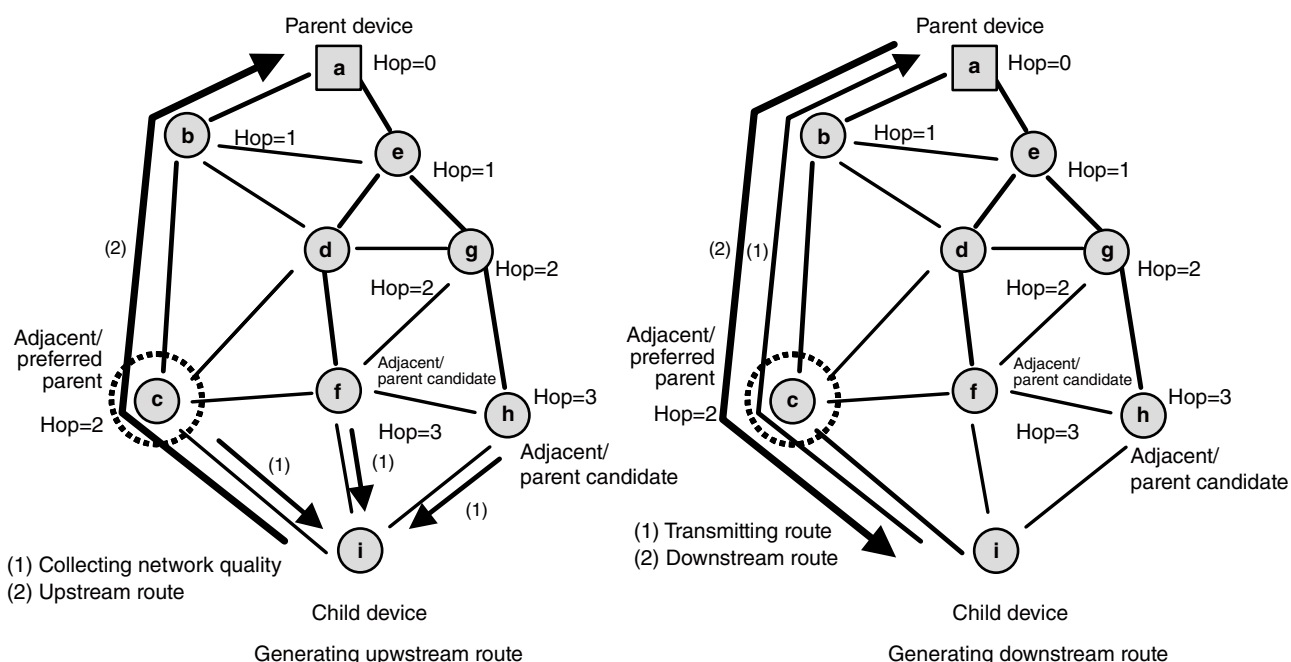 Parent device
a
Hop=0
b
Hop=1
e
Hop=1
(2)
d
g
Hop=2
Hop=2
Adjacent/
preferred
parent
Adjacent/
parent candidate
c
f
Hop=3
h
Hop=2
Hop=3
(1)
(1)
Adjacent/
parent candidate
(1)
i
(1) Collecting network quality
(2) Upstream route
Child device
Generating upwstream route
Parent device
a
Hop=0
b
Hop=1
e
Hop=1
(2)
(1)
d
g
Hop=2
Hop=2
Adjacent/
preferred
parent
Adjacent/
parent candidate
c
f
Hop=3
h
Hop=2
Hop=3
Adjacent/
parent candidate
(1) Transmitting route
(2) Downstream route
i
Child device
Generating downstream route